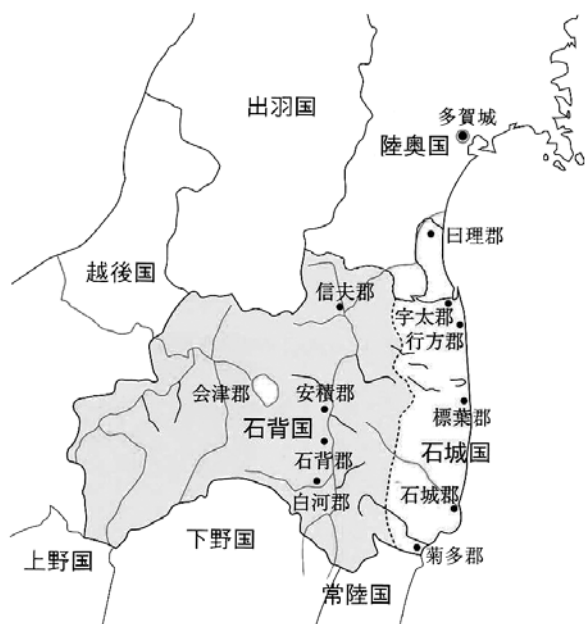 出羽国
多賀城
陸奥国
曰理郡
越後国
信夫郡
宇太郡
行方郡
会津郡
安積郡
標葉郡
石背国
石城国
石背郡
石城郡
白河郡
下野国
上野国
菊多郡
常陸国